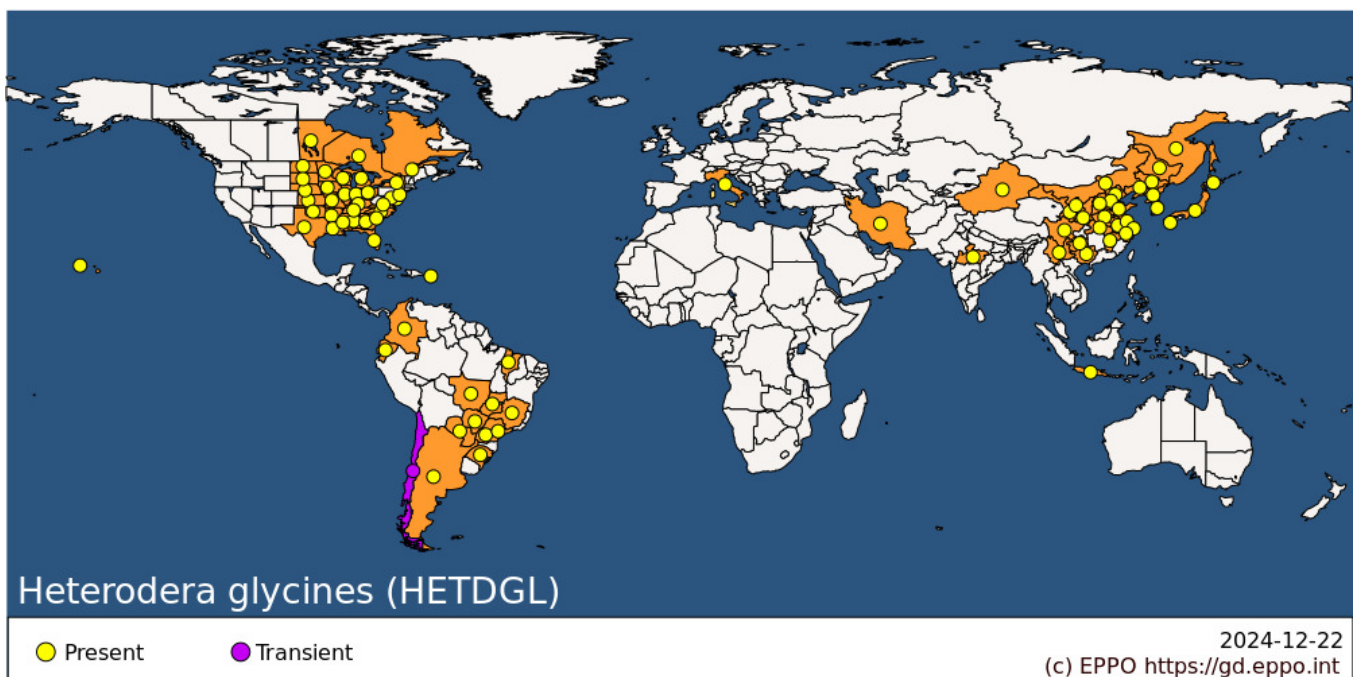 Heterodera glycines (HETDGL)
Present
Transient
2024-12-22
(c) EPPO https://gd.eppo.int